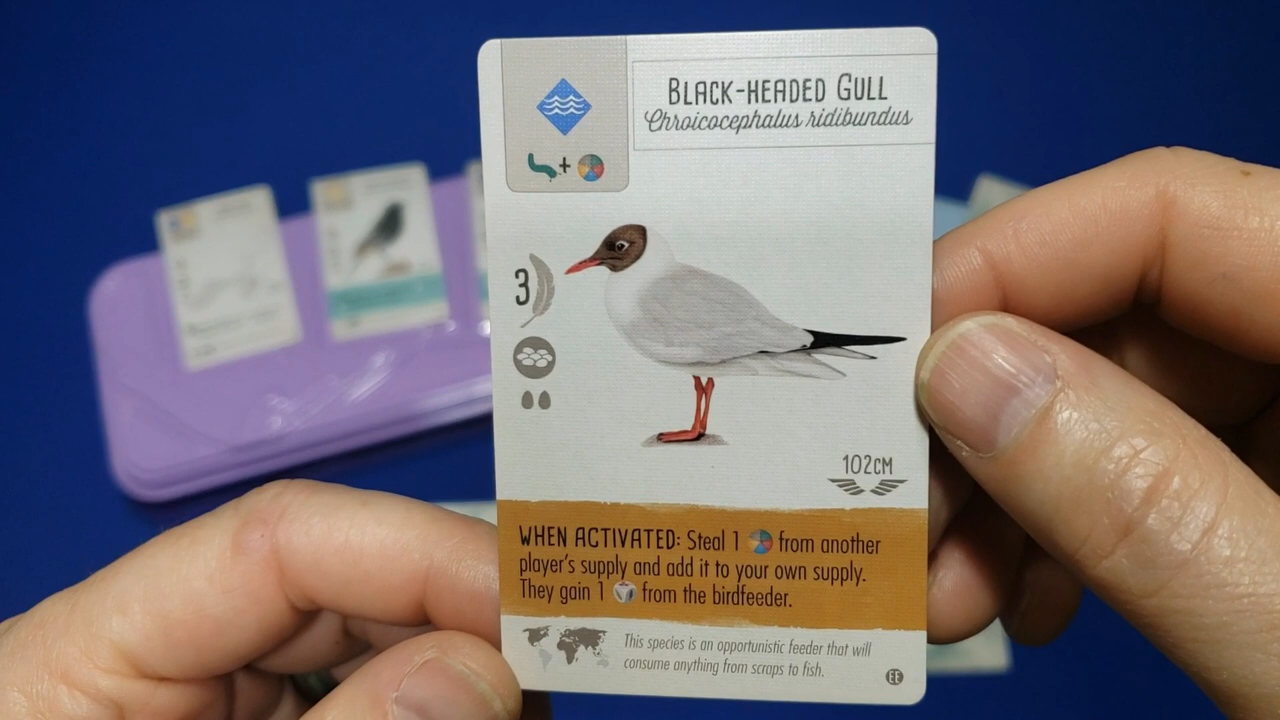 BLACK-HEADED GULL
Chroicocephalus ridibundus
+
3
102CM
WHEN ACTIVATED: Steal 1 from another
player's supply and add it to your own supply.
They gain 1 from the birdfeeder.
This species is an opportunistic feeder that will
consume anything from scraps to fish.
EE